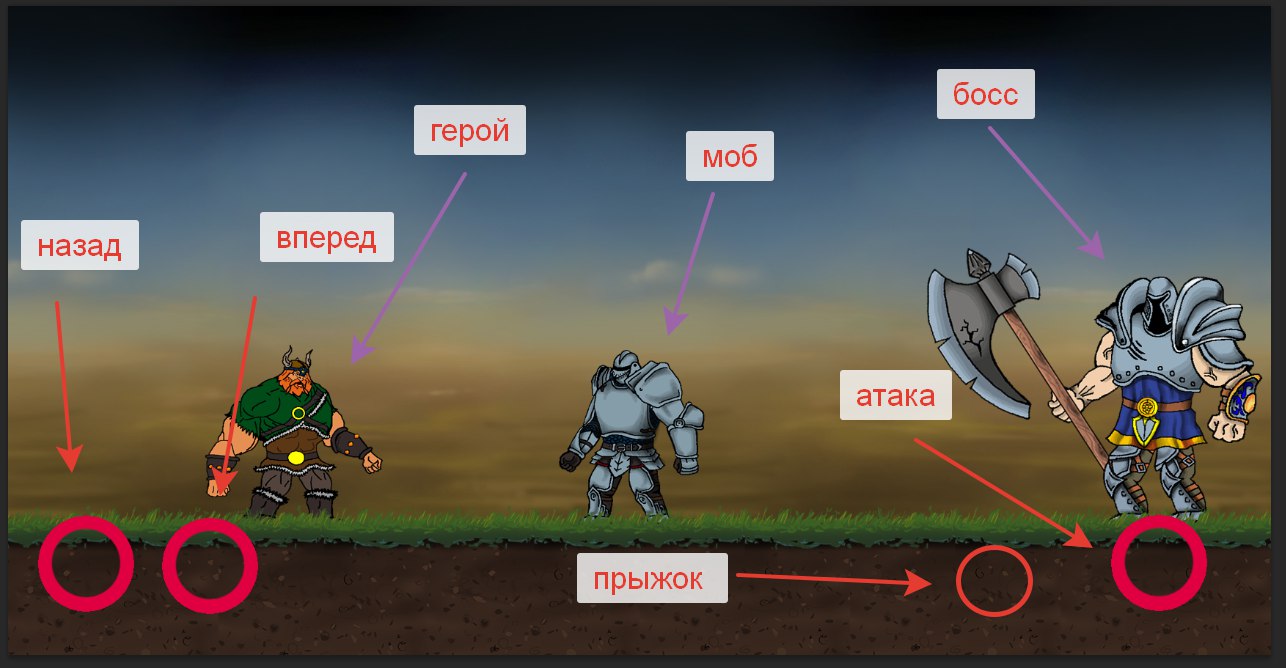 босс
герой
моб
вперед
назад
атака
прыжок